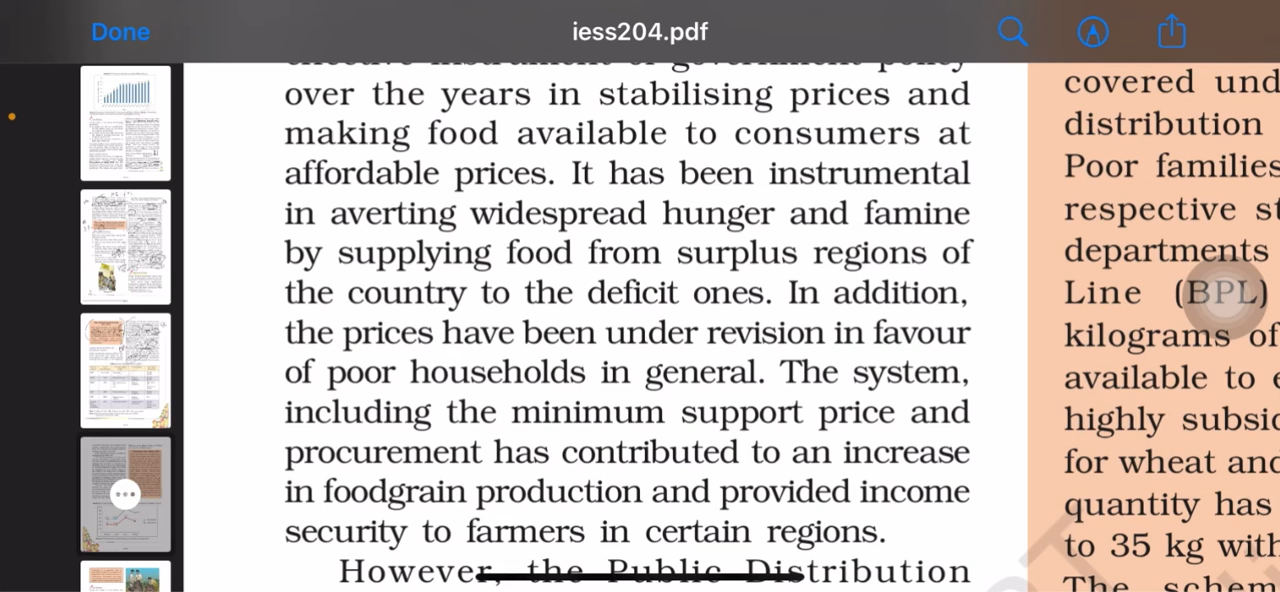 Done
iess204.pdf
over the years in stabilising prices and
making food available to consumers at
affordable prices. It has been instrumental
in averting widespread hunger and famine
by supplying food from surplus regions of
the country to the deficit ones. In addition,
the prices have been under revision in favour
of poor households in general. The system,
including the minimum support price and
procurement has contributed to an increase
in foodgrain production and provided income
security to farmers in certain regions.
However, the Public Distribution
covered und
distribution
Poor families
respective st
departments
Line (BPL)
kilograms of
available to e
highly subsid
for wheat and
quantity has
to 35 kg with
The schem